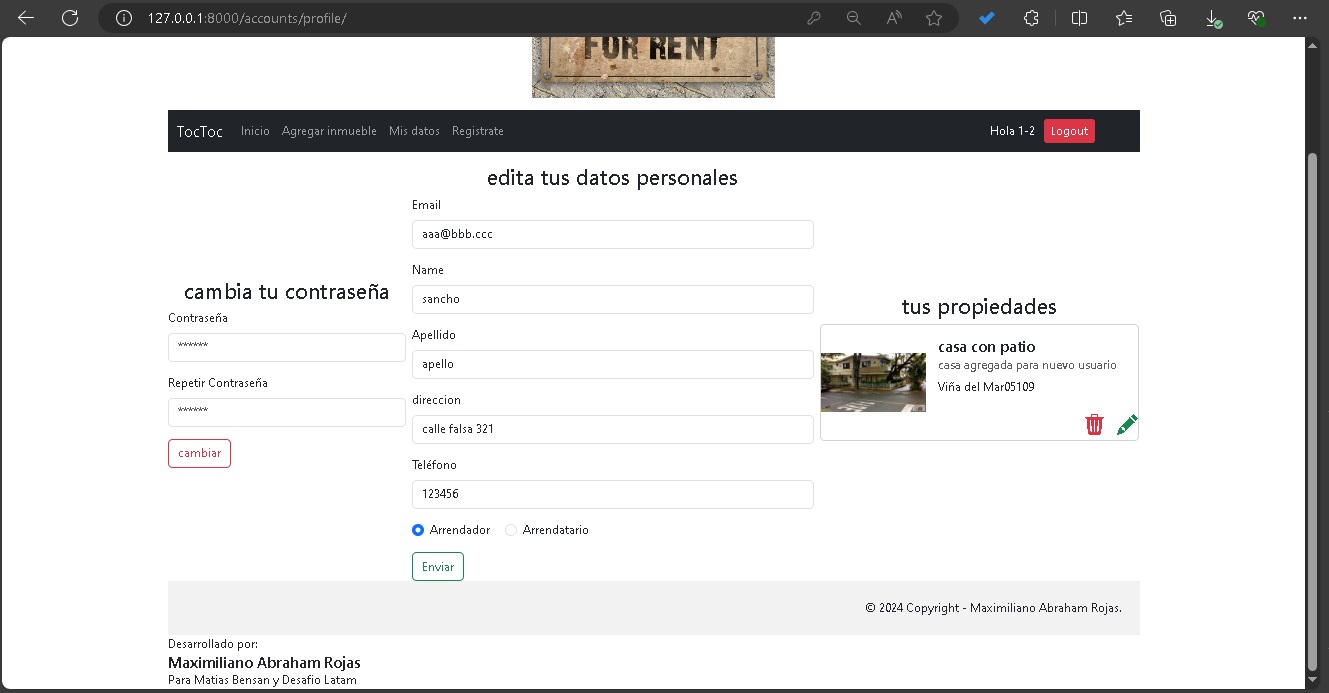 127.0.0.1:8000/accounts/profile/
FOR RENT
TocToc Inicio Agregar inmueble Mis datos Registrate Hola 1-2 Logout
cambia tu contraseña
Contraseña
******
Repetir Contraseña
******
cambiar
edita tus datos personales
Email
aaa@bbb.ccc
Name
sancho
Apellido
apello
direccion
calle falsa 321
Teléfono
123456
Arrendador Arrendatario
Enviar
tus propiedades
casa con patio
casa agregada para nuevo usuario
Viña del Mar05109
© 2024 Copyright - Maximiliano Abraham Rojas.
Desarrollado por:
Maximiliano Abraham Rojas
Para Matias Bensan y Desafio Latam